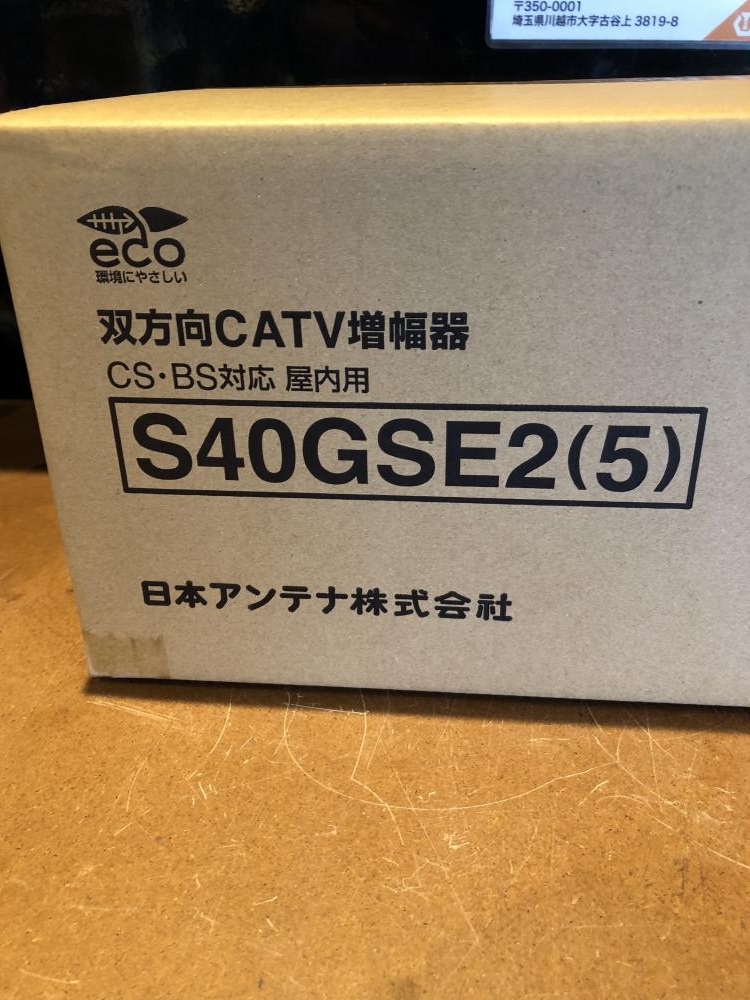 〒350-0001
埼玉県川越市大字古谷上 3819-8
eco
環境にやさしい
双方向CATV増幅器
CS・BS対応 屋内用
S40GSE2(5)
日本アンテナ株式会社